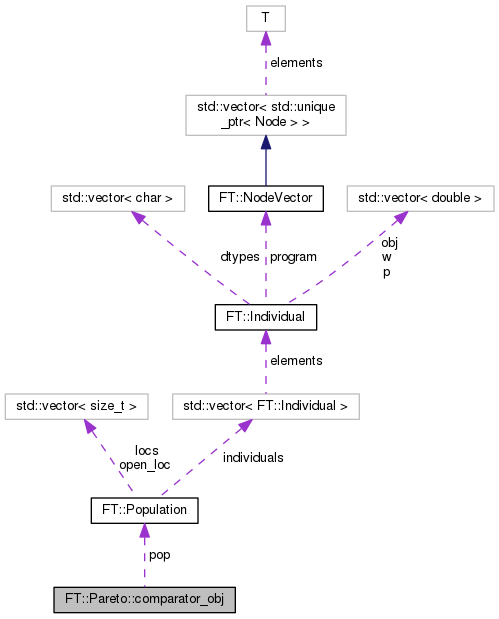 T
elements
std::vector< std::unique
_ptr< Node > >
std::vector< char >
FT::NodeVector
std::vector< double >
dtypes
program
obj
w
p
FT::Individual
elements
std::vector< size_t >
std::vector< FT::Individual >
locs
open_loc
individuals
FT::Population
pop
FT::Pareto::comparator_obj